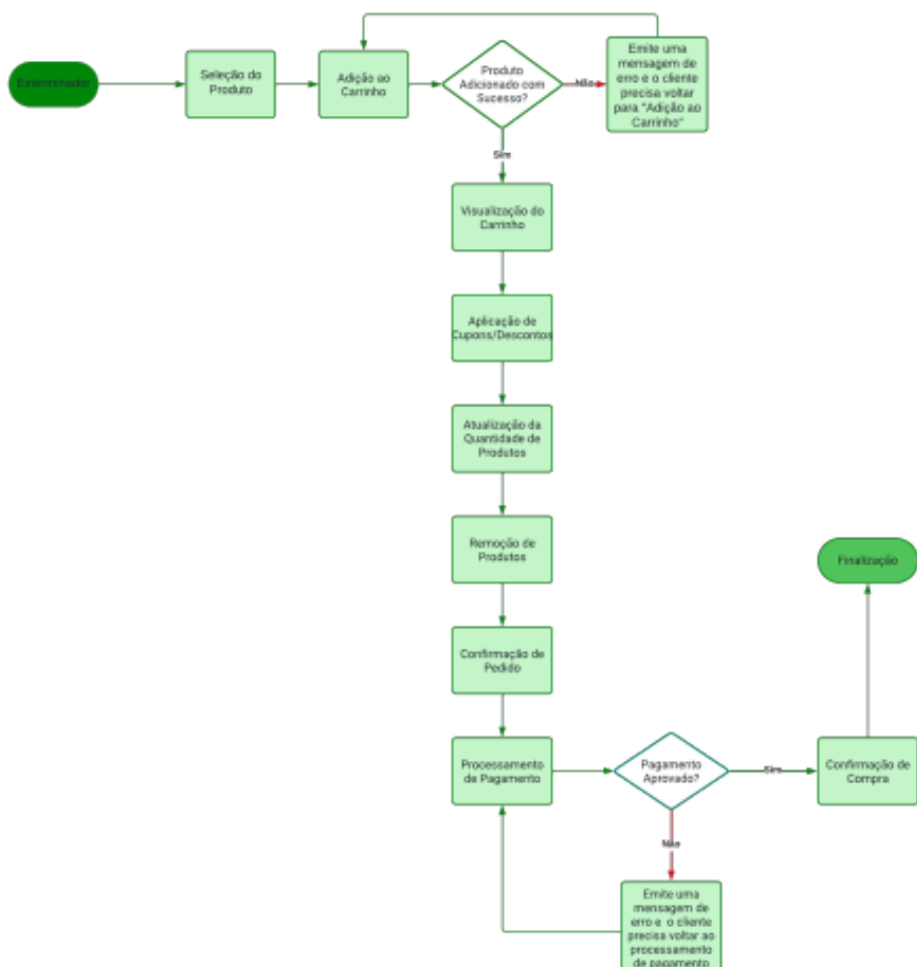 Exterminador
Seleção do
Produto
Adição ao
Carrinho
Produto
Adicionado com
Sucesso?
Não
Emite uma
mensagem de
erro e o cliente
precisa voltar
para "Adição ao
Carrinho"
Sim
Visualização do
Carrinho
Aplicação de
Cupons/Descontos
Atualização da
Quantidade de
Produtos
Remoção de
Produtos
Confirmação de
Pedido
Processamento
de Pagamento
Pagamento
Aprovado?
Sim
Confirmação de
Compra
Finalização
Não
Emite uma
mensagem de
erro e o cliente
precisa voltar ao
processamento
de pagamento